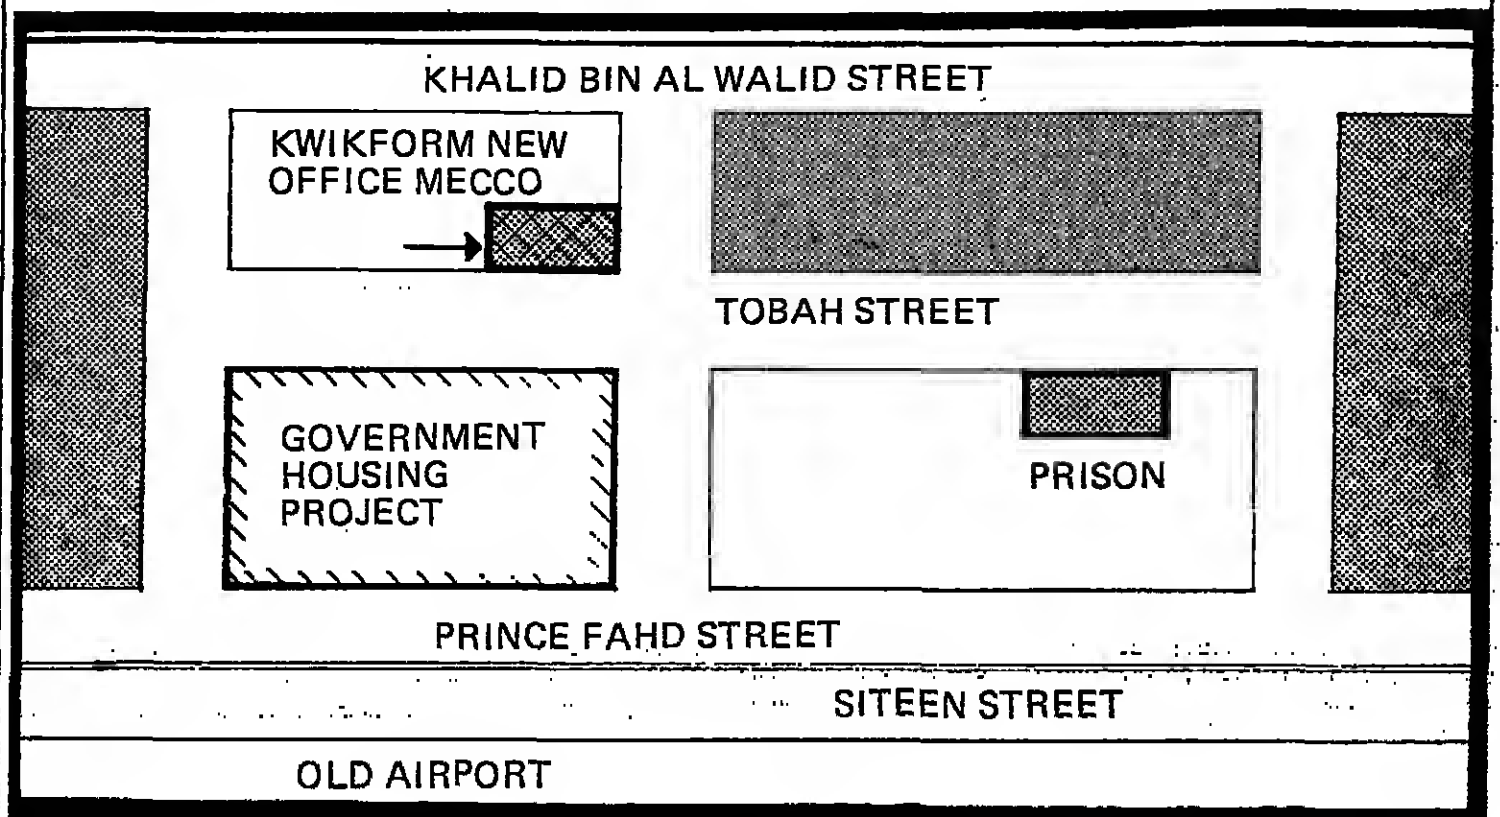 KHALID BIN AL WALID STREET
KWIKFORM NEW
OFFICE MECCO
TOBAH STREET
GOVERNMENT
HOUSING
PROJECT
PRISON
PRINCE FAHD STREET
SITEEN STREET
OLD AIRPORT